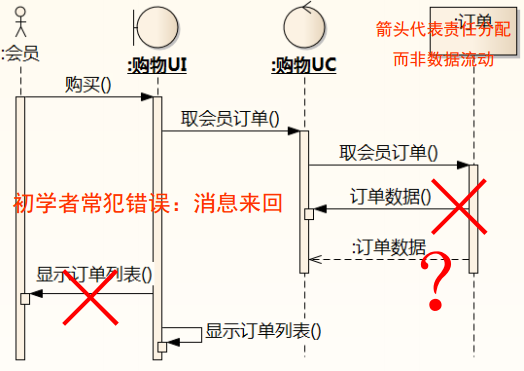 :会员
:购物UI
:购物UC
:订单
箭头代表责任分配
而非数据流动
购买()
取会员订单()
取会员订单()
初学者常犯错误：消息来回
订单数据()
:订单数据
?
显示订单列表()
显示订单列表()